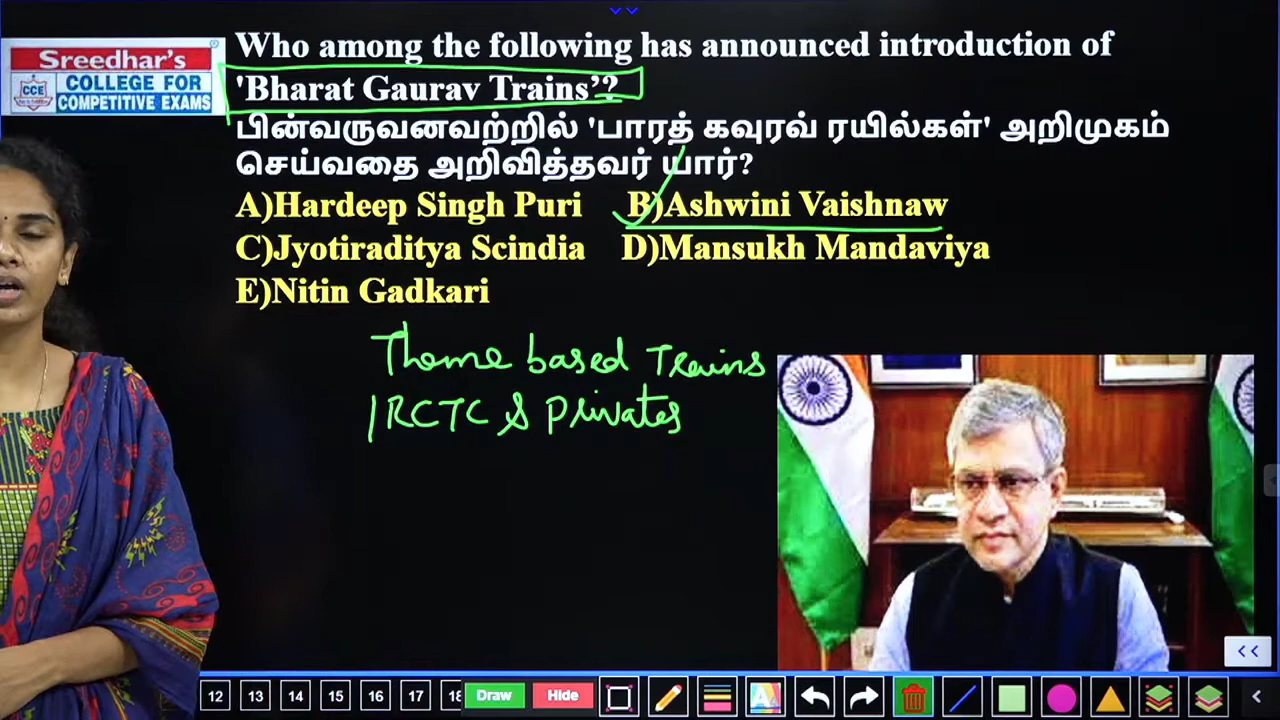 Sreedhar's
CCE
COLLEGE FOR
COMPETITIVE EXAMS
Who among the following has announced introduction of
'Bharat Gaurav Trains’?
பின்வருவனவற்றில் 'பாரத் கவுரவ் ரயில்கள்' அறிமுகம்
செய்வதை அறிவித்தவர் யார்?
A)Hardeep Singh Puri B)Ashwini Vaishnaw
C)Jyotiraditya Scindia D)Mansukh Mandaviya
E)Nitin Gadkari
Theme based Trains
IRCTC & Privates
12 13 14 15 16 17 18 Draw Hide